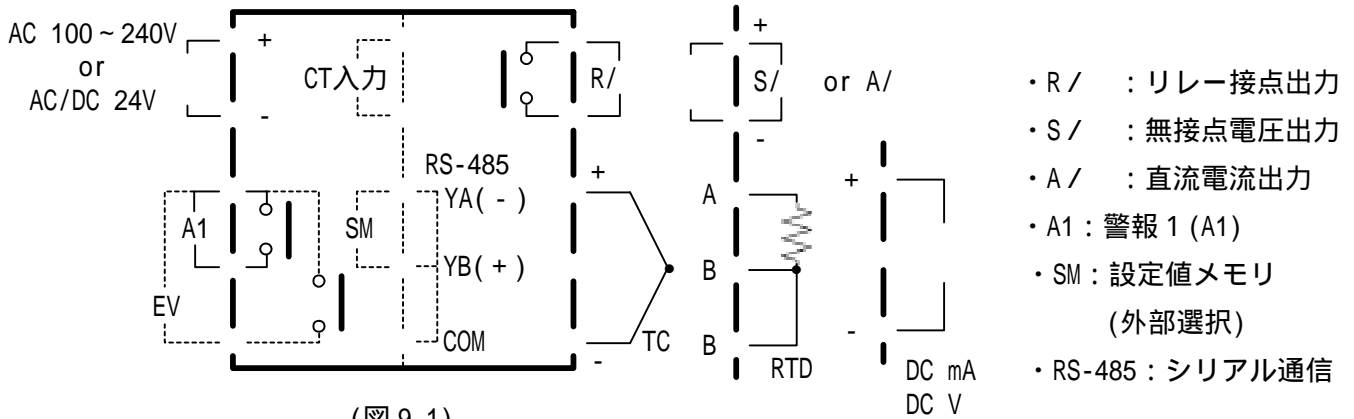 AC 100~240V
or
AC/DC 24V
+
-
CT入力
R/
RS-485
YA(-)
YB(+)
COM
SM
A1
EV
+
-
TC
+
S/
or A/
-
A
B
B
RTD
+
-
DC mA
DC V
・R/ :リレー接点出力
・S/ :無接点電圧出力
・A/ :直流電流出力
・A1:警報1(A1)
・SM:設定値メモリ
(外部選択)
・RS-485:シリアル通信
(図9-1)